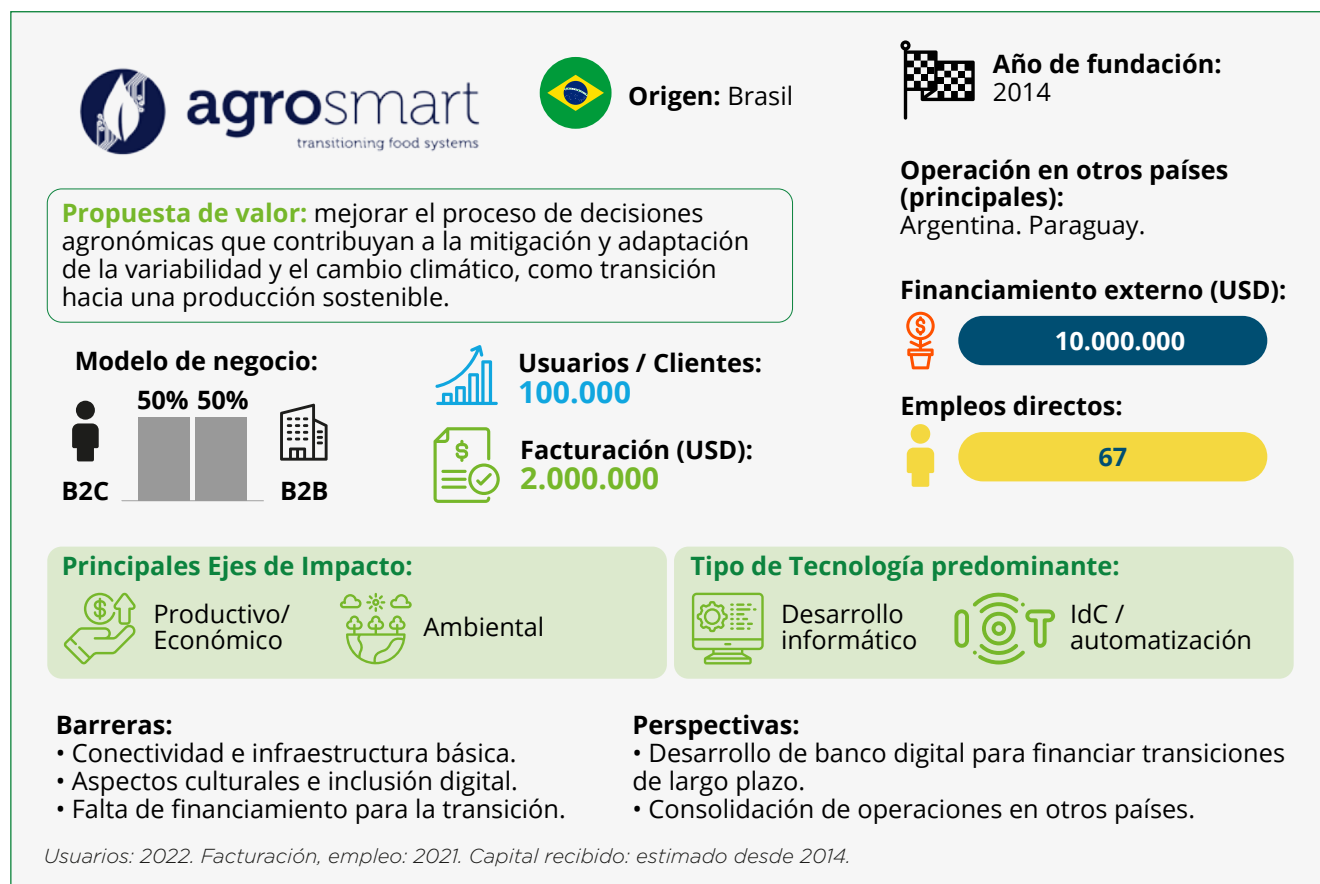 agrosmart
transitioning food systems
Origen: Brasil
Año de fundación:
2014
Operación en otros países
(principales):
Argentina. Paraguay.
Propuesta de valor: mejorar el proceso de decisiones
agronómicas que contribuyan a la mitigación y adaptación
de la variabilidad y el cambio climático, como transición
hacia una producción sostenible.
Financiamiento externo (USD):
10.000.000
Modelo de negocio:
50% 50%
B2C
B2B
Usuarios / Clientes:
100.000
Facturación (USD):
2.000.000
Empleos directos:
67
Principales Ejes de Impacto:
Productivo/
Económico
Ambiental
Tipo de Tecnología predominante:
Desarrollo
informático
IOT
IdC /
automatización
Barreras:
• Conectividad e infraestructura básica.
• Aspectos culturales e inclusión digital.
• Falta de financiamiento para la transición.
Perspectivas:
• Desarrollo de banco digital para financiar transiciones
de largo plazo.
• Consolidación de operaciones en otros países.
Usuarios: 2022. Facturación, empleo: 2021. Capital recibido: estimado desde 2014.